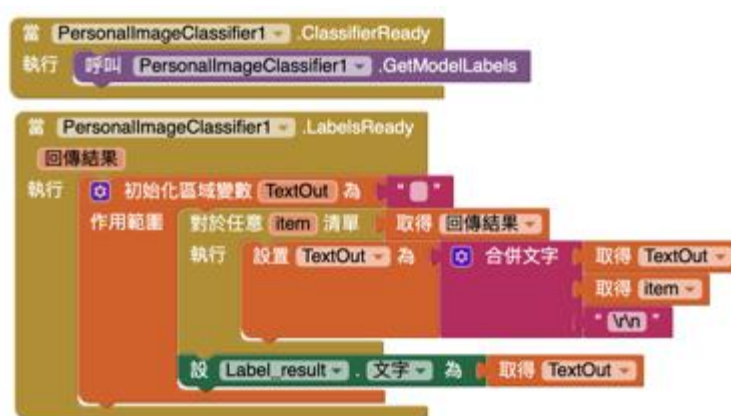 當 PersonalImageClassifier1 .ClassifierReady
執行 呼叫 PersonalImageClassifier1 .GetModelLabels
當 PersonalImageClassifier1 .LabelsReady
回傳結果
執行 初始化區域變數 TextOut 為 " "
作用範圍 對於任意 item 清單 取得 回傳結果
執行 設置 TextOut 為 合併文字 取得 TextOut
取得 item
" \r\n "
設 Label_result . 文字 為 取得 TextOut